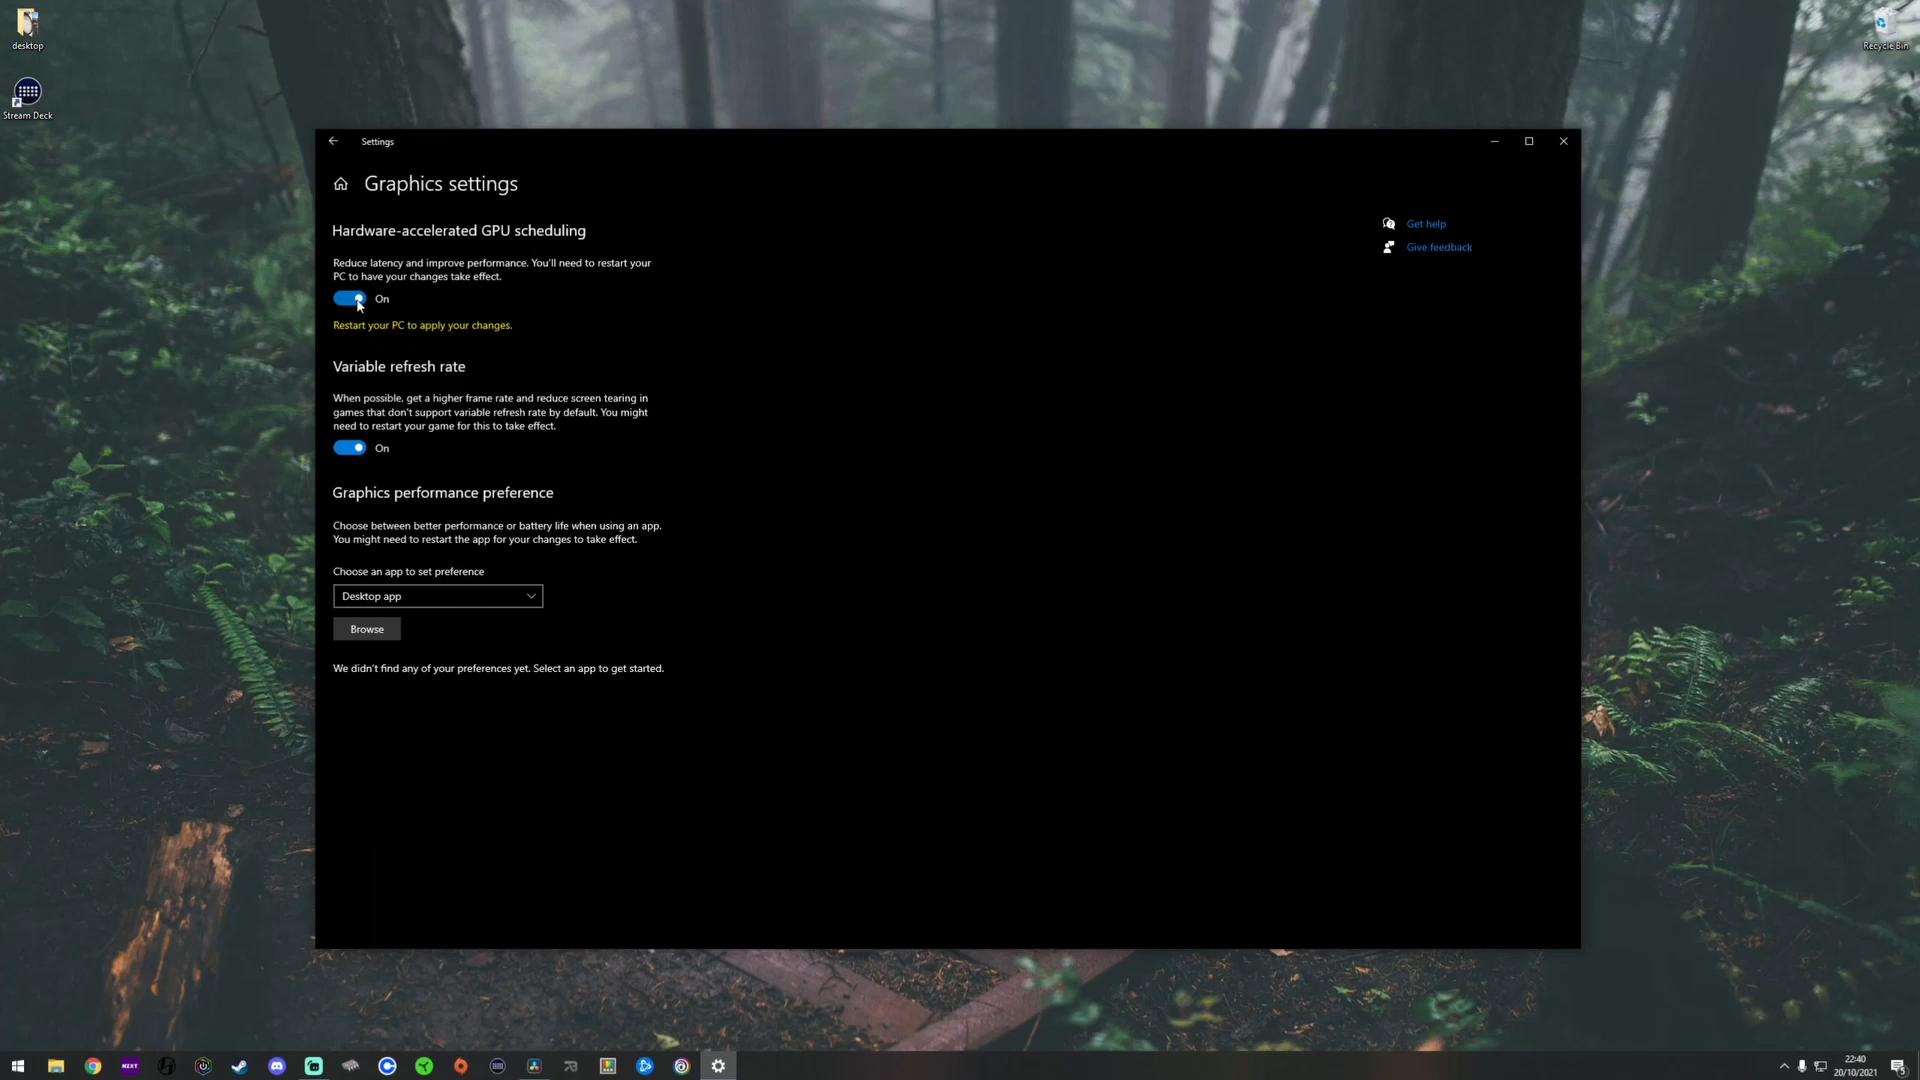 desktop
Recycle Bin
Stream Deck
Settings
Graphics settings
Hardware-accelerated GPU scheduling
Get help
Give feedback
Reduce latency and improve performance. You'll need to restart your
PC to have your changes take effect.
On
Restart your PC to apply your changes.
Variable refresh rate
When possible, get a higher frame rate and reduce screen tearing in
games that don't support variable refresh rate by default. You might
need to restart your game for this to take effect.
On
Graphics performance preference
Choose between better performance or battery life when using an app.
You might need to restart the app for your changes to take effect.
Choose an app to set preference
Desktop app
Browse
We didn't find any of your preferences yet. Select an app to get started.
NZXT
22:40
20/10/2021
5